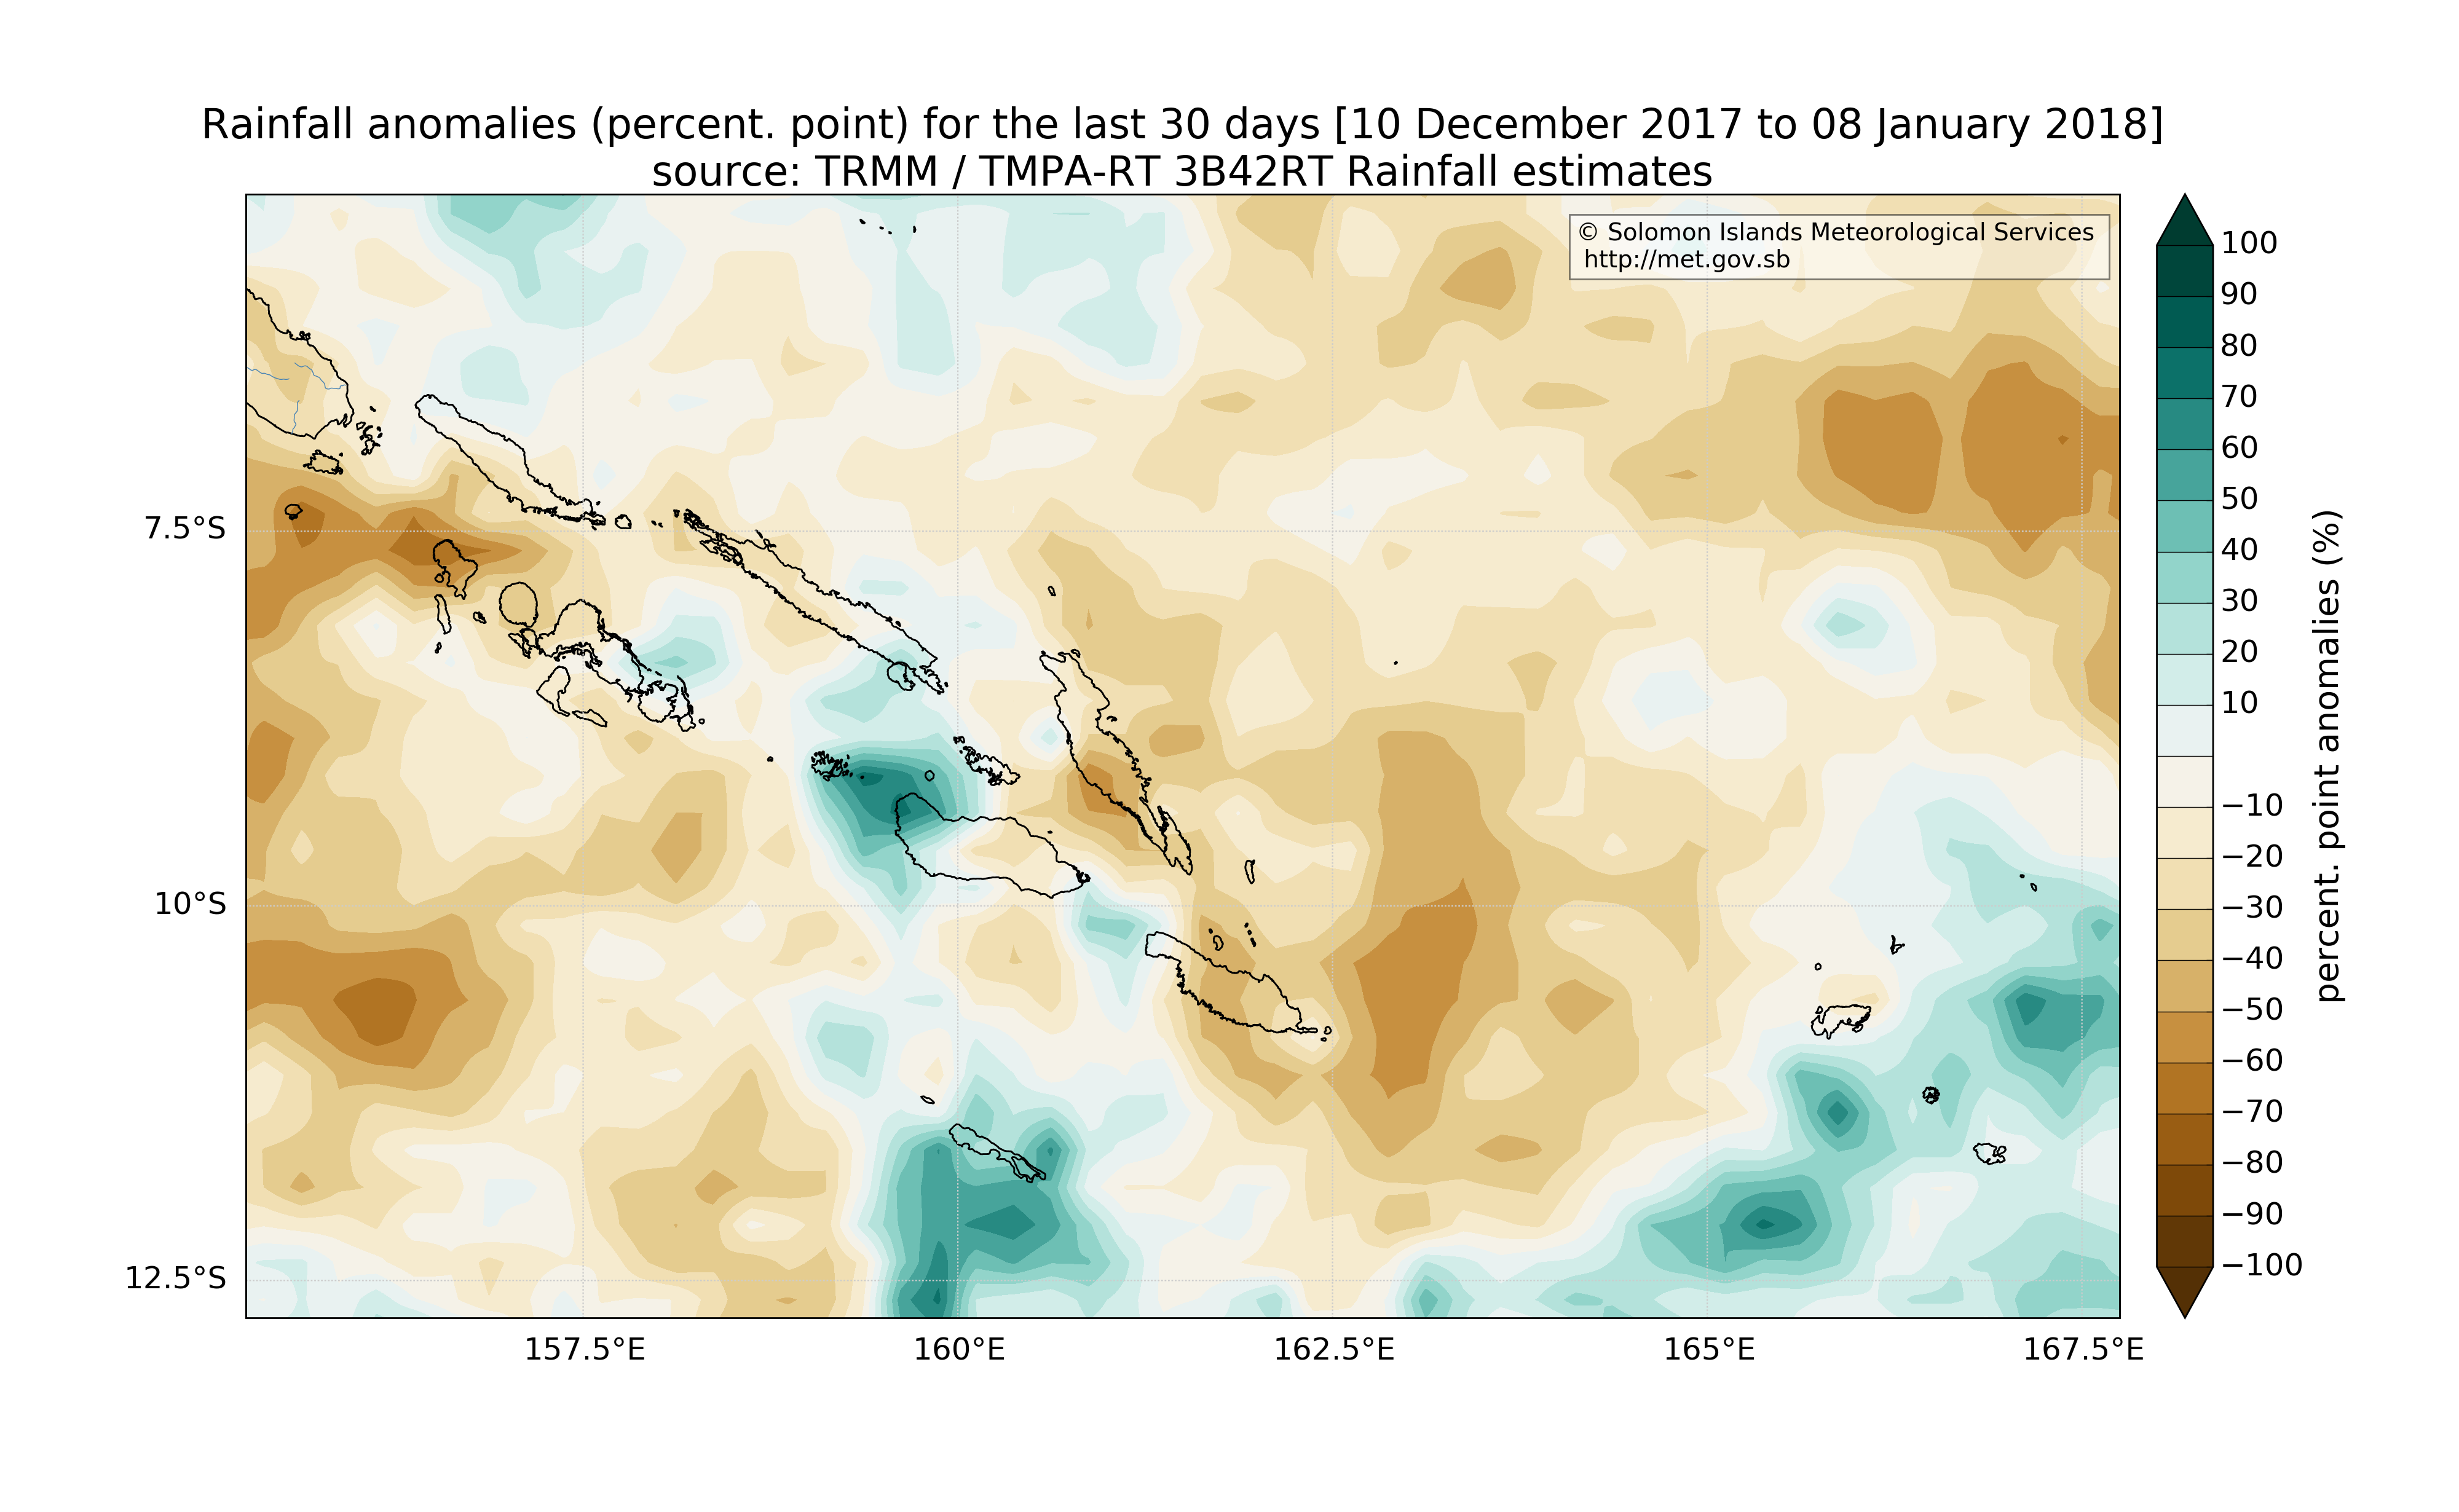 Rainfall anomalies (percent. point) for the last 30 days [10 December 2017 to 08 January 2018]
source: TRMM / TMPA-RT 3B42RT Rainfall estimates
© Solomon Islands Meteorological Services
http://met.gov.sb
7.5°S
10°S
12.5°S
157.5°E
160°E
162.5°E
165°E
167.5°E
100
90
80
70
60
50
40
30
20
10
−10
−20
−30
−40
−50
−60
−70
−80
−90
−100
percent. point anomalies (%)